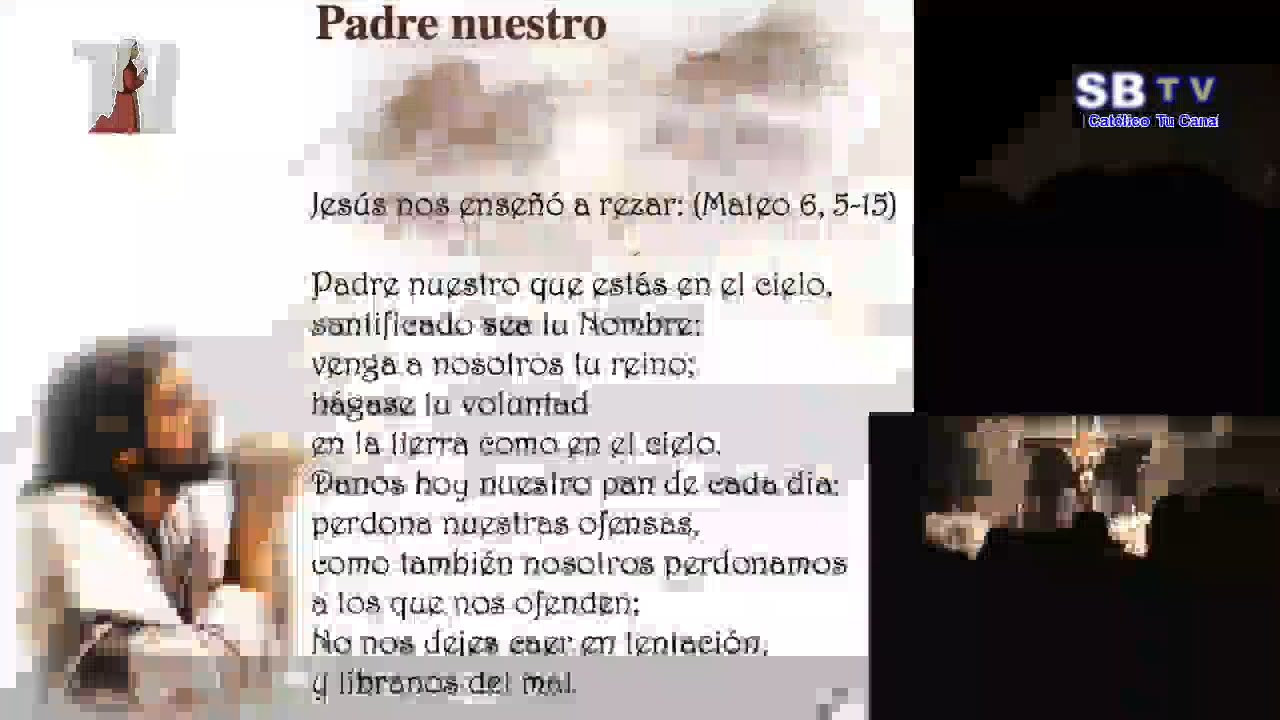 Padre nuestro
SB TV
Católico Tu Canal
Jesús nos enseñó a rezar: (Mateo 6, 5-15)
Padre nuestro que estás en el cielo,
santificado sea tu Nombre;
venga a nosotros tu reino;
hágase tu voluntad
en la tierra como en el cielo.
Danos hoy nuestro pan de cada día;
perdona nuestras ofensas,
como también nosotros perdonamos
a los que nos ofenden;
No nos dejes caer en tentación,
y líbranos del mal.